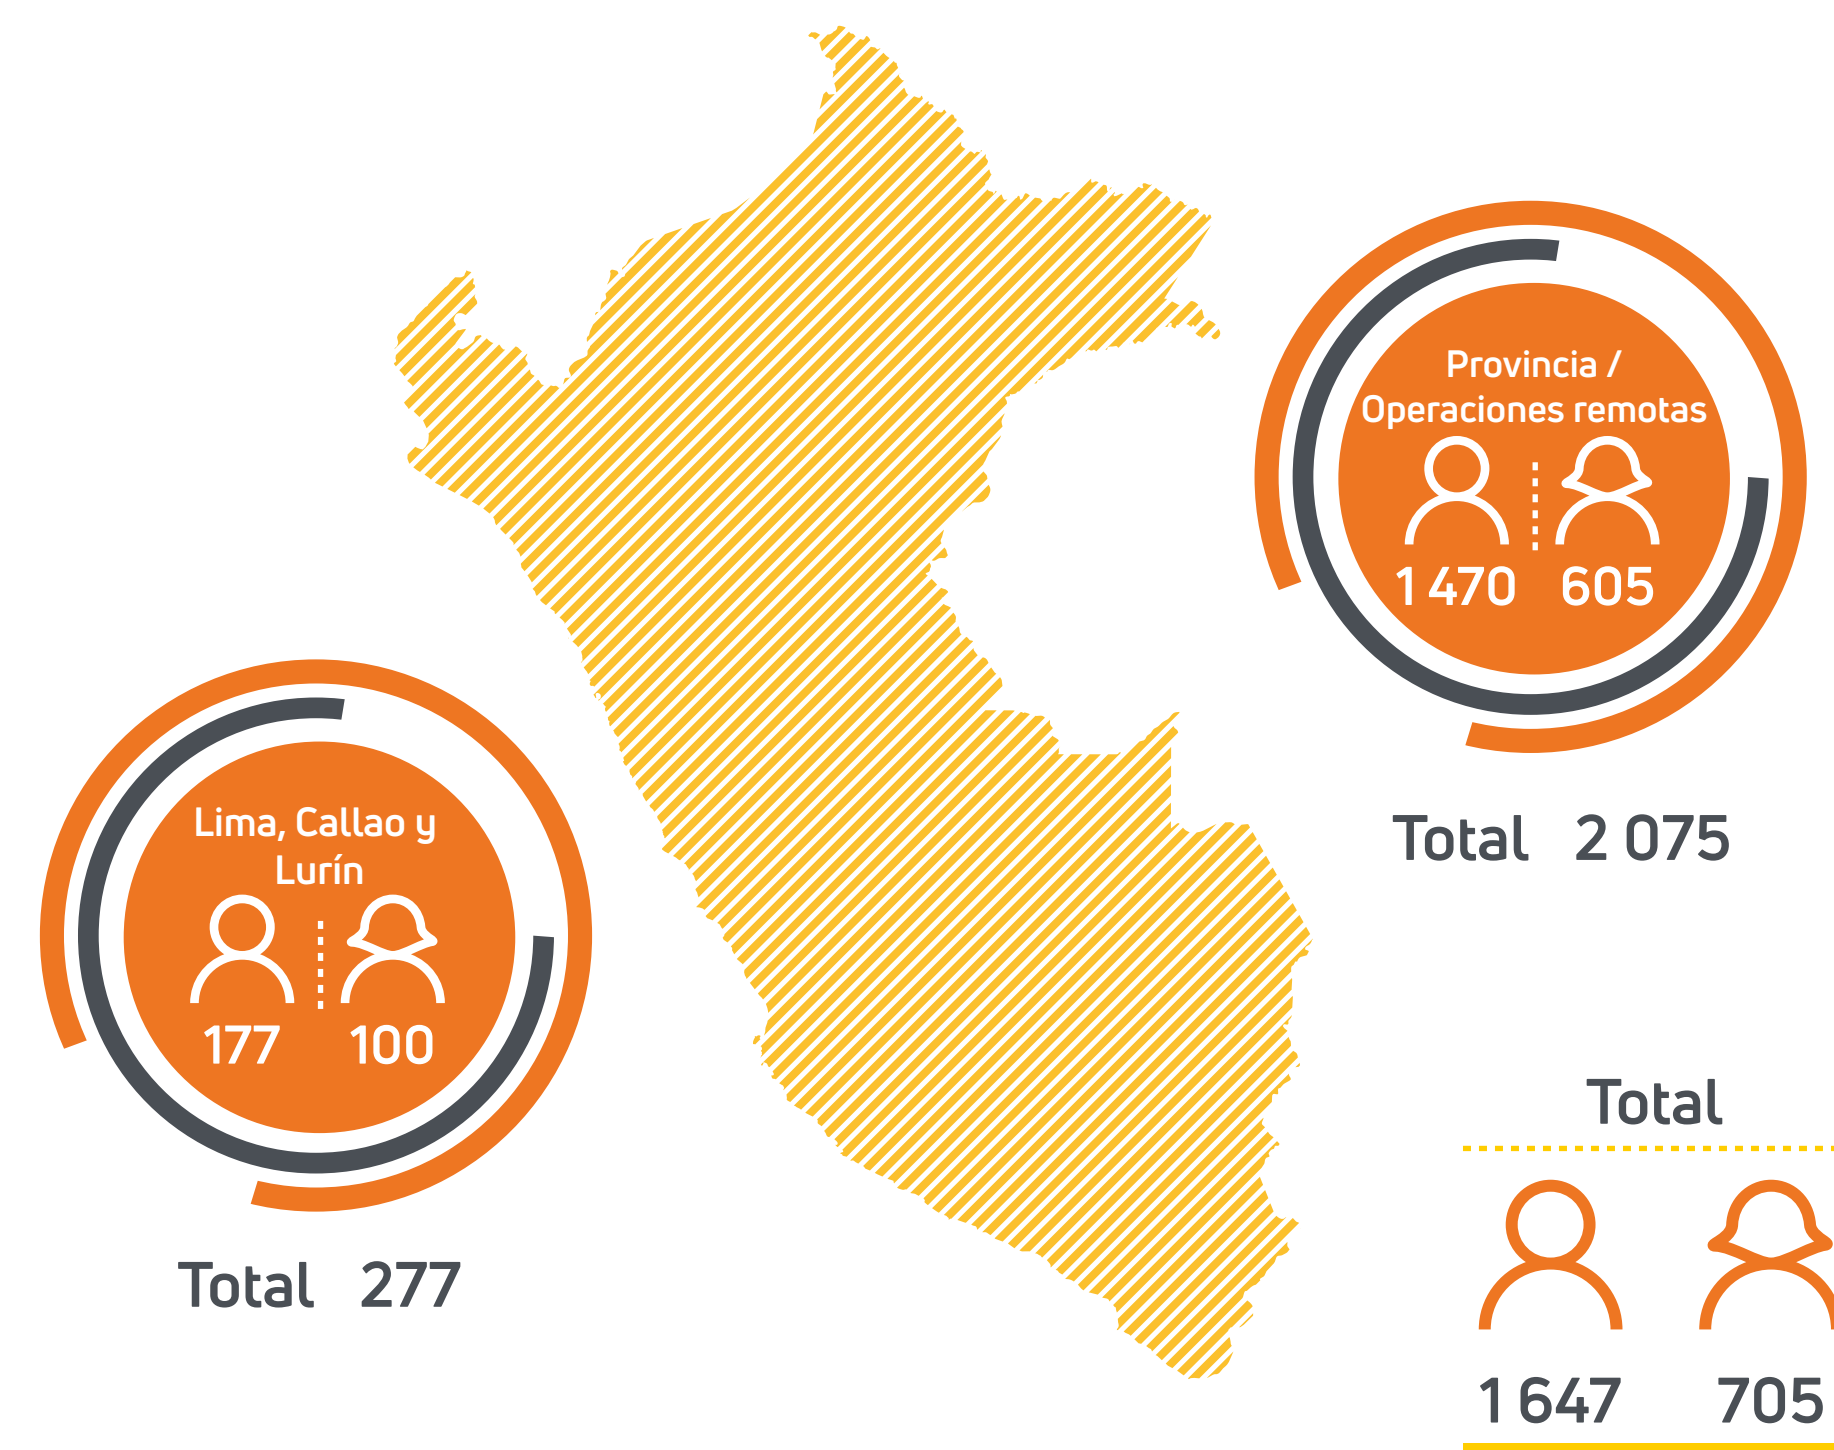 Provincia /
Operaciones remotas
1 470 605
Total 2 075
Lima, Callao y
Lurín
177 100
Total 277
Total
1 647 705